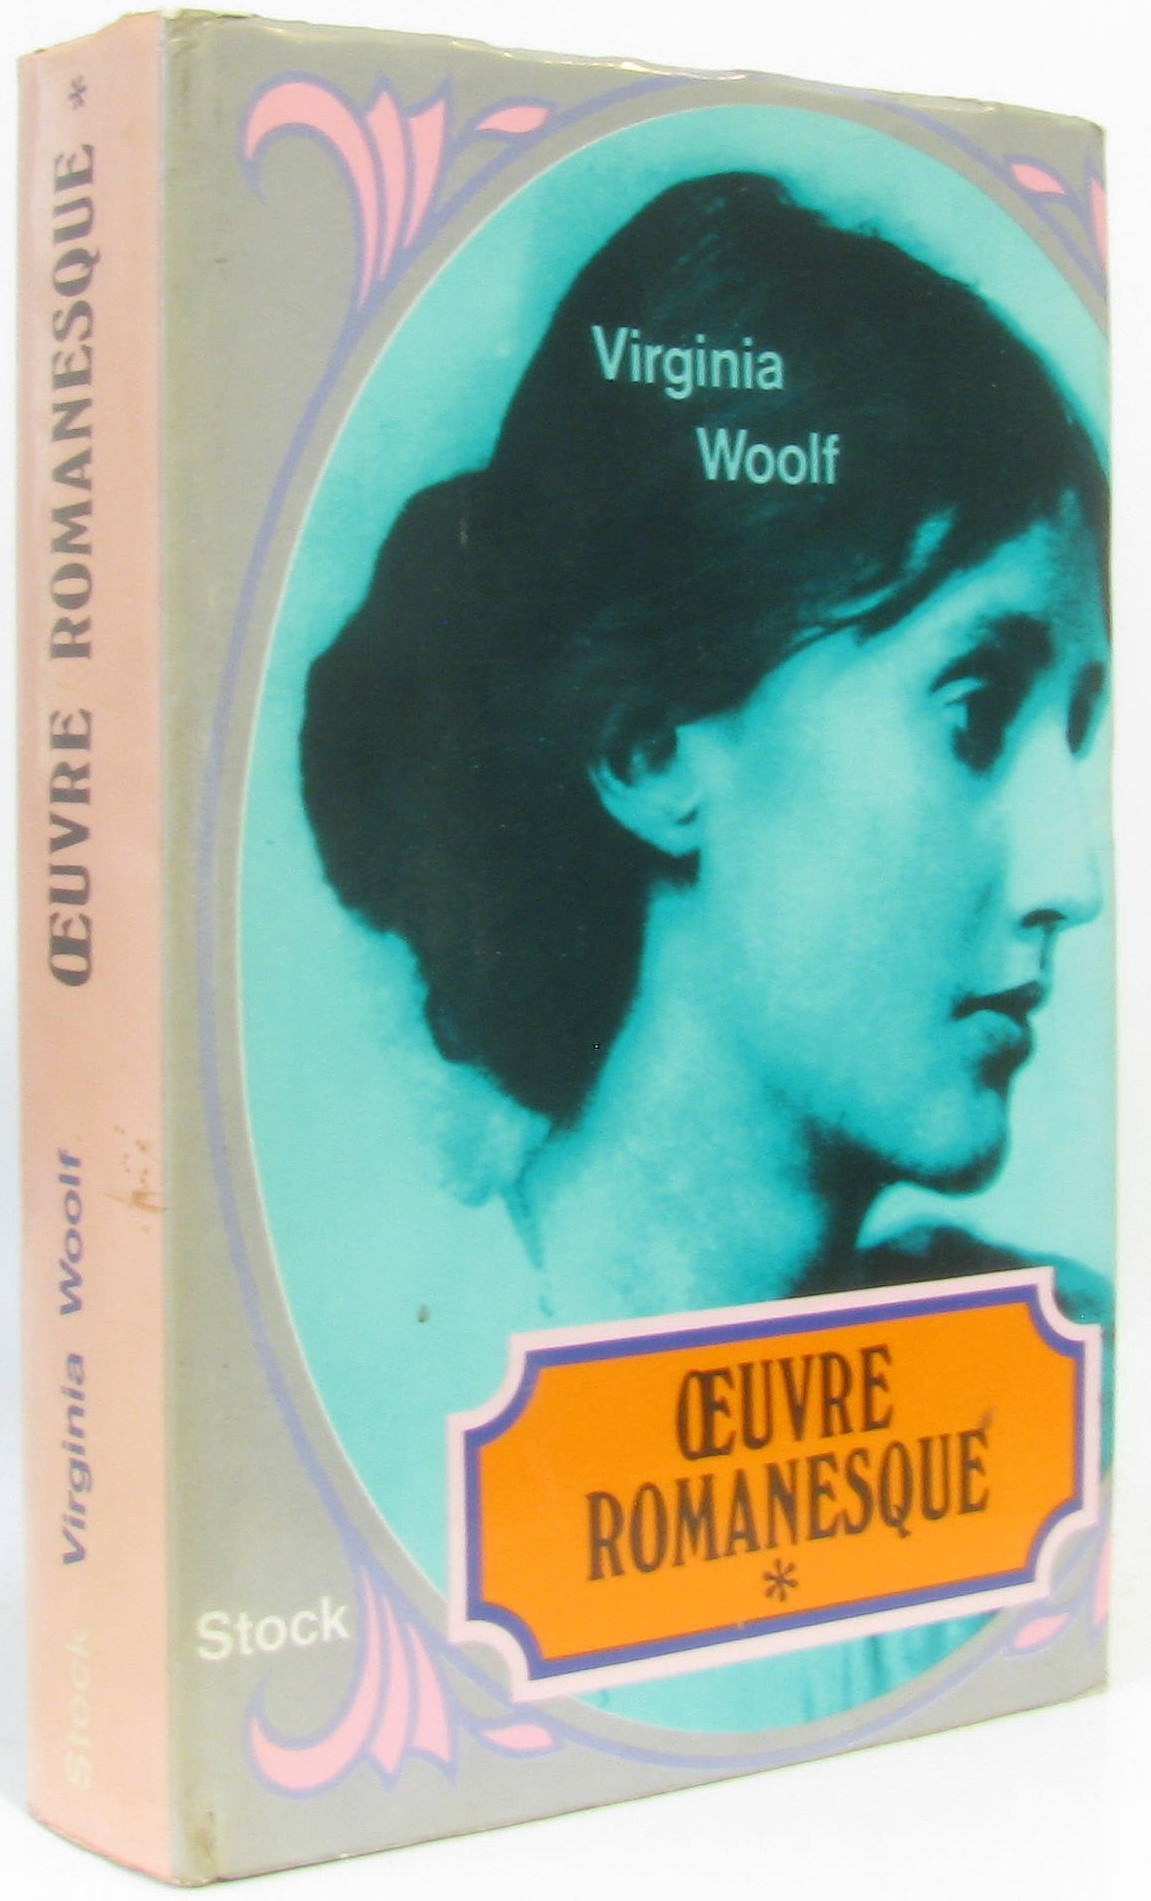 ŒUVRE ROMANESQUE *
Virginia Woolf
Stock
Virginia
Woolf
ŒUVRE
ROMANESQUE
*
Stock